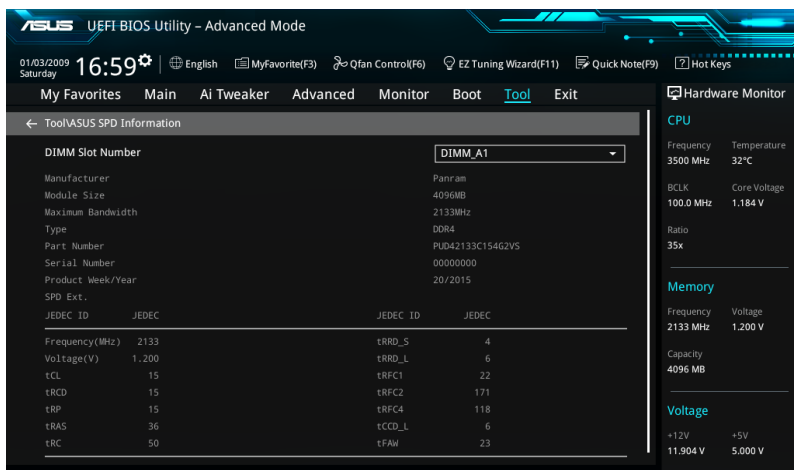 ASUS UEFI BIOS Utility – Advanced Mode
01/03/2009 Saturday 16:59 English MyFavorite(F3) Qfan Control(F6) EZ Tuning Wizard(F11) Quick Note(F9) ? Hot Keys
My Favorites Main Ai Tweaker Advanced Monitor Boot Tool Exit
← Tool\ASUS SPD Information
DIMM Slot Number DIMM_A1
Manufacturer Panram
Module Size 4096MB
Maximum Bandwidth 2133MHz
Type DDR4
Part Number PUD42133C154G2VS
Serial Number 00000000
Product Week/Year 20/2015
SPD Ext.
JEDEC ID JEDEC JEDEC ID JEDEC
Frequency(MHz) 2133 tRRD_S 4
Voltage(V) 1.200 tRRD_L 6
tCL 15 tRFC1 22
tRCD 15 tRFC2 171
tRP 15 tRFC4 118
tRAS 36 tCCD_L 6
tRC 50 tFAW 23
Hardware Monitor
CPU
Frequency Temperature
3500 MHz 32°C
BCLK Core Voltage
100.0 MHz 1.184 V
Ratio
35x
Memory
Frequency Voltage
2133 MHz 1.200 V
Capacity
4096 MB
Voltage
+12V +5V
11.904 V 5.000 V